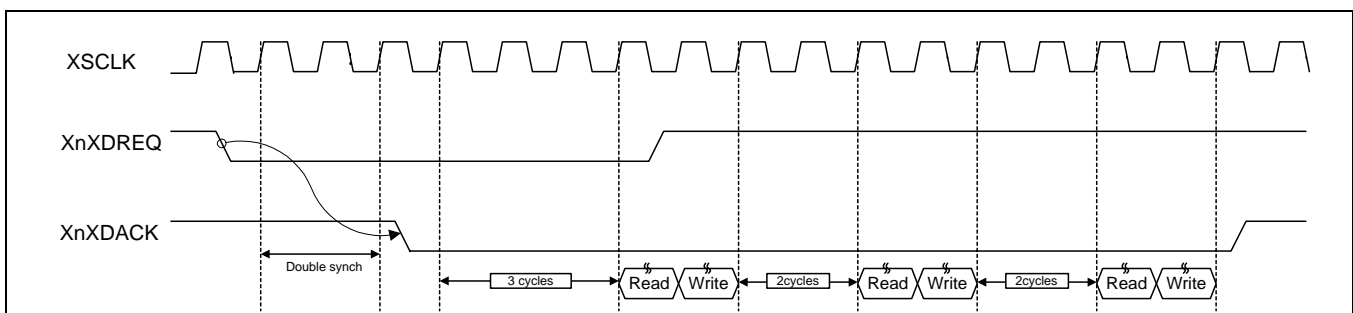 XSCLK
XnXDREQ
XnXDACK
Double synch
3 cycles
Read Write
2cycles
Read Write
2cycles
Read Write